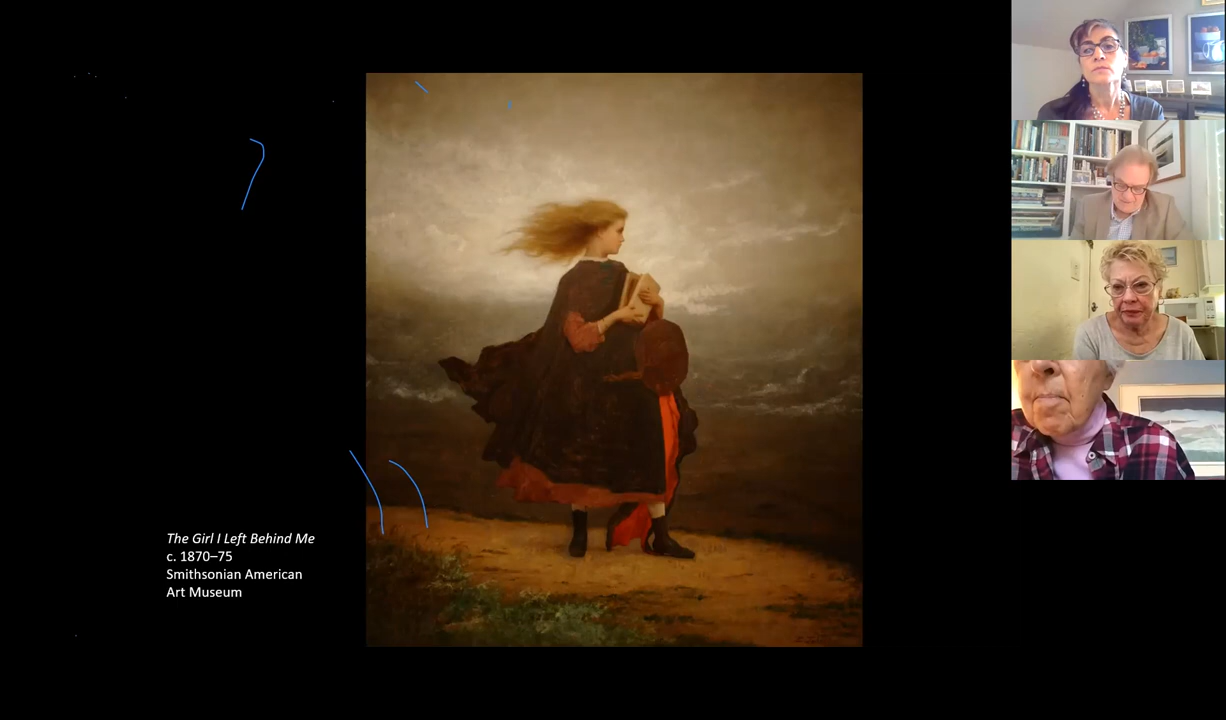 The Girl I Left Behind Me
c. 1870–75
Smithsonian American
Art Museum